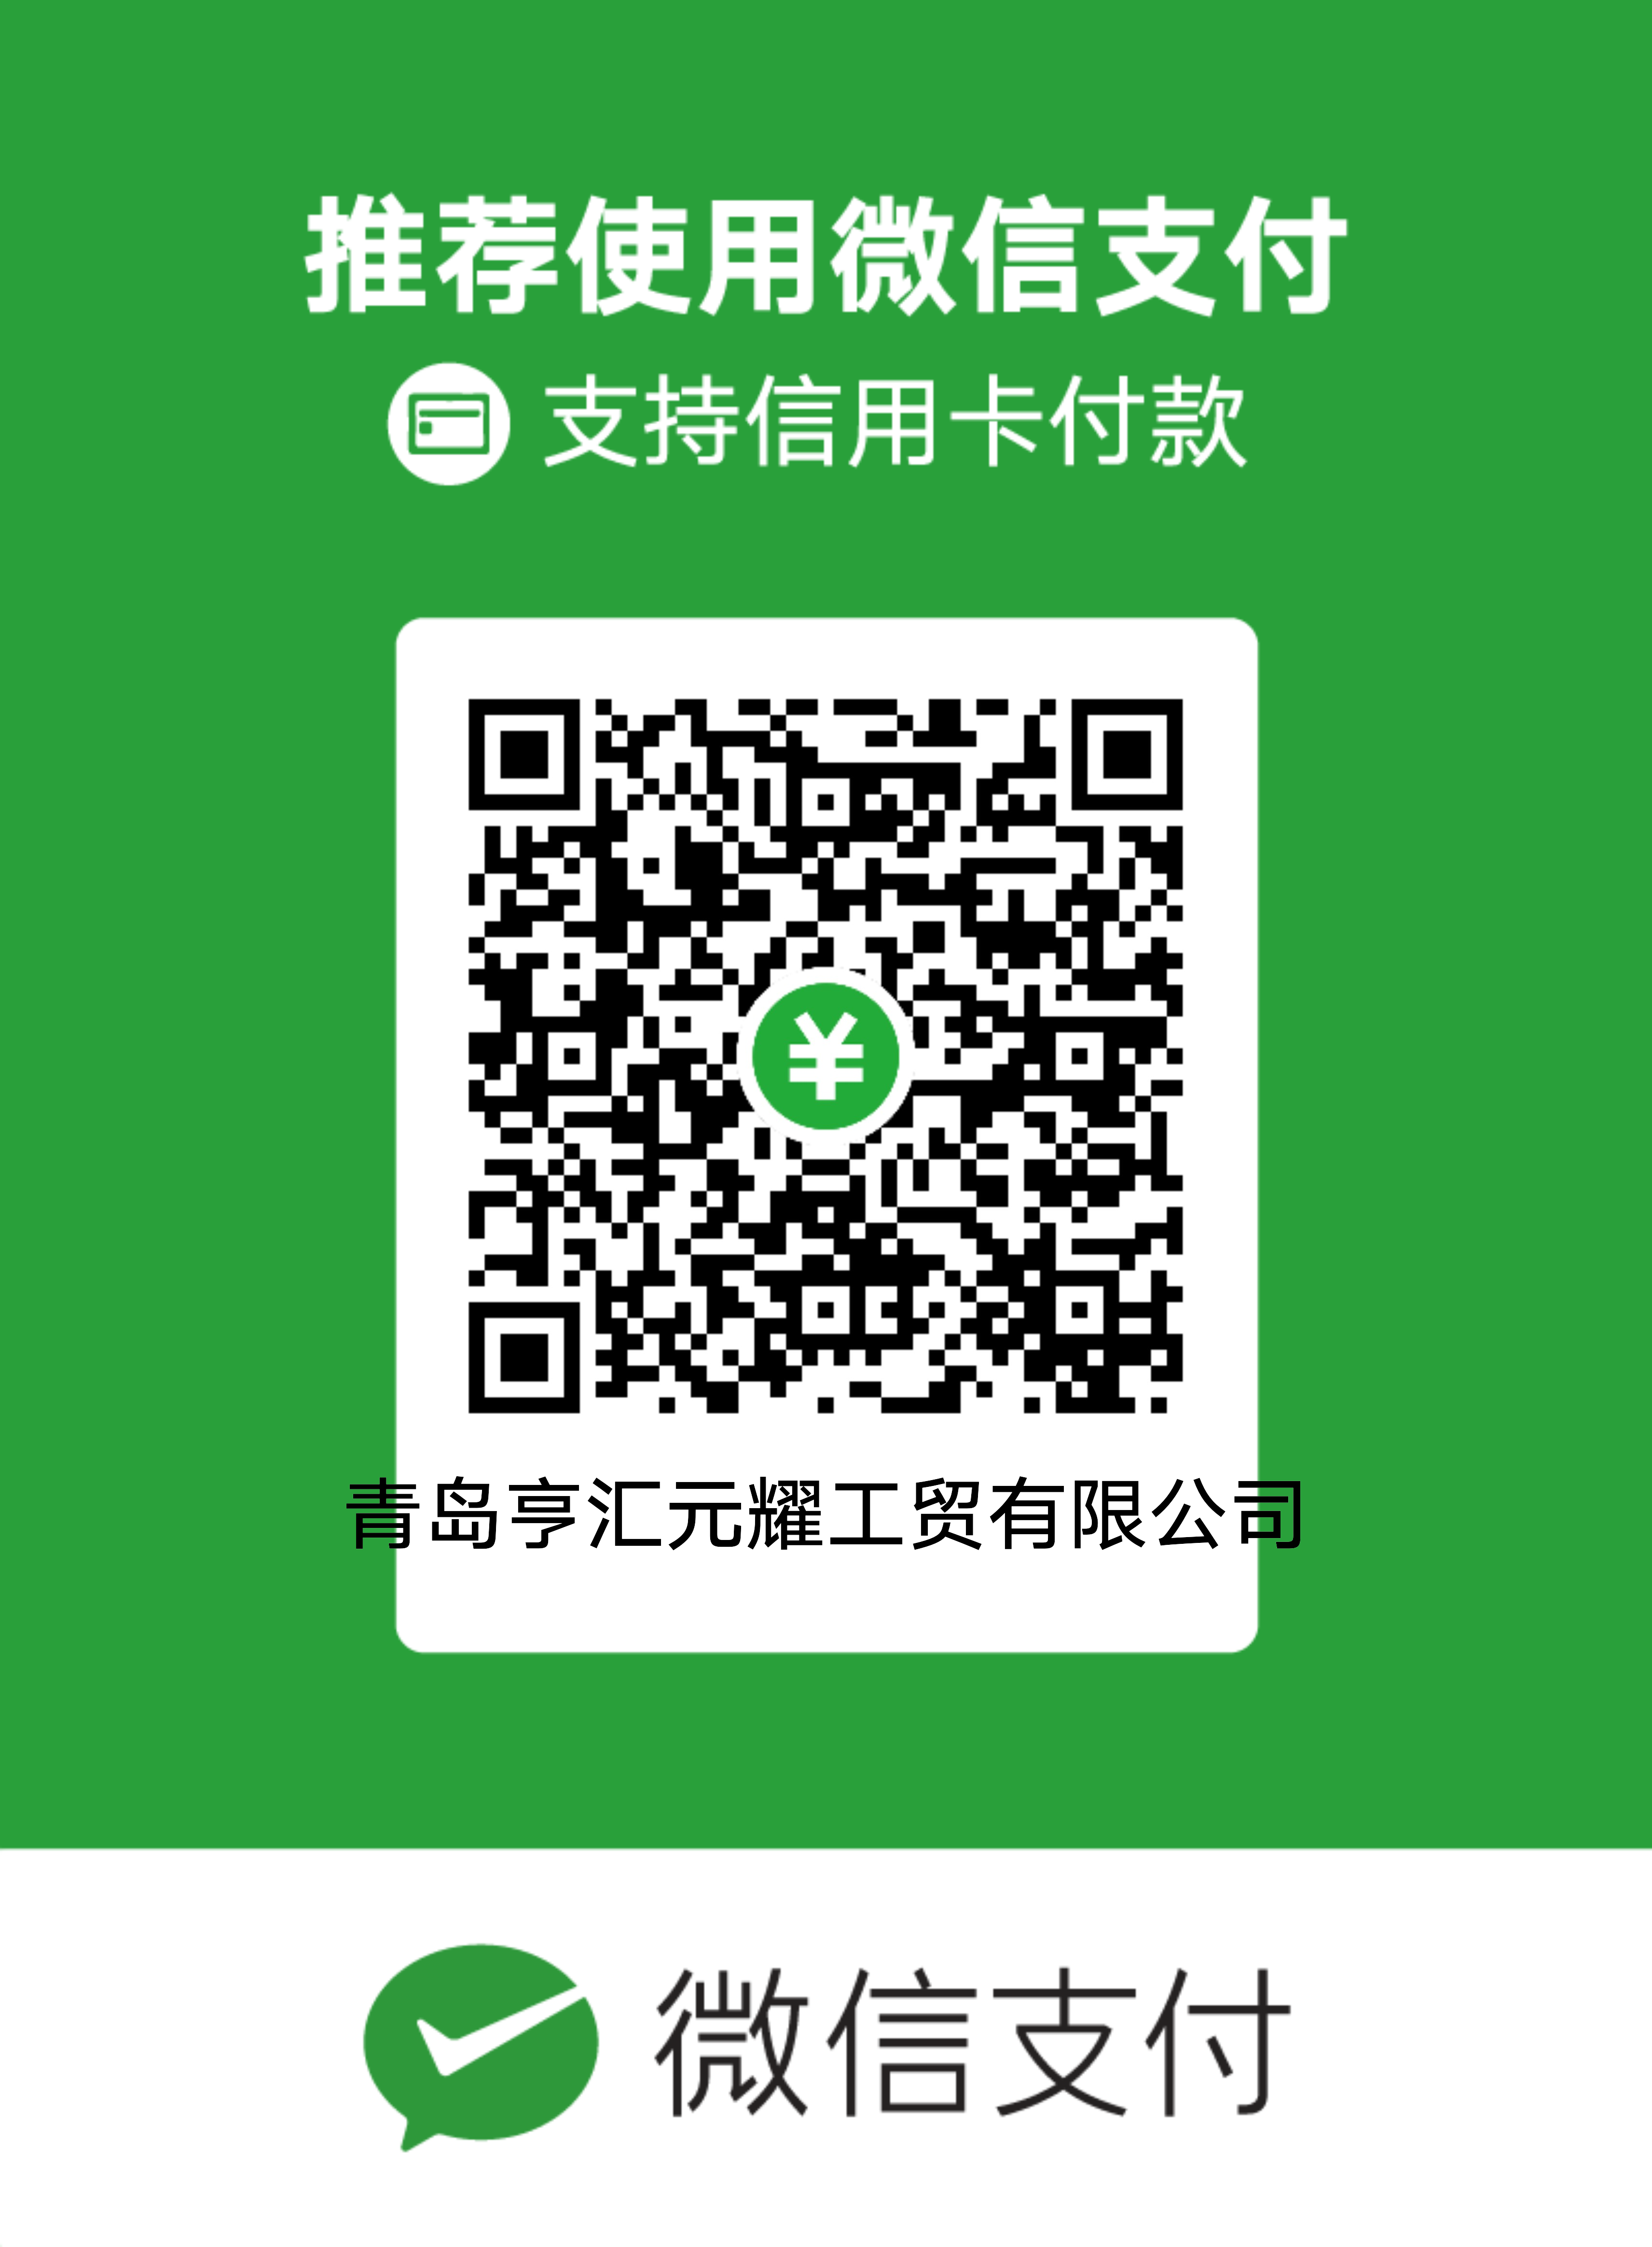 推荐使用微信支付
支持信用卡付款
¥
青岛亨汇元耀工贸有限公司
微信支付